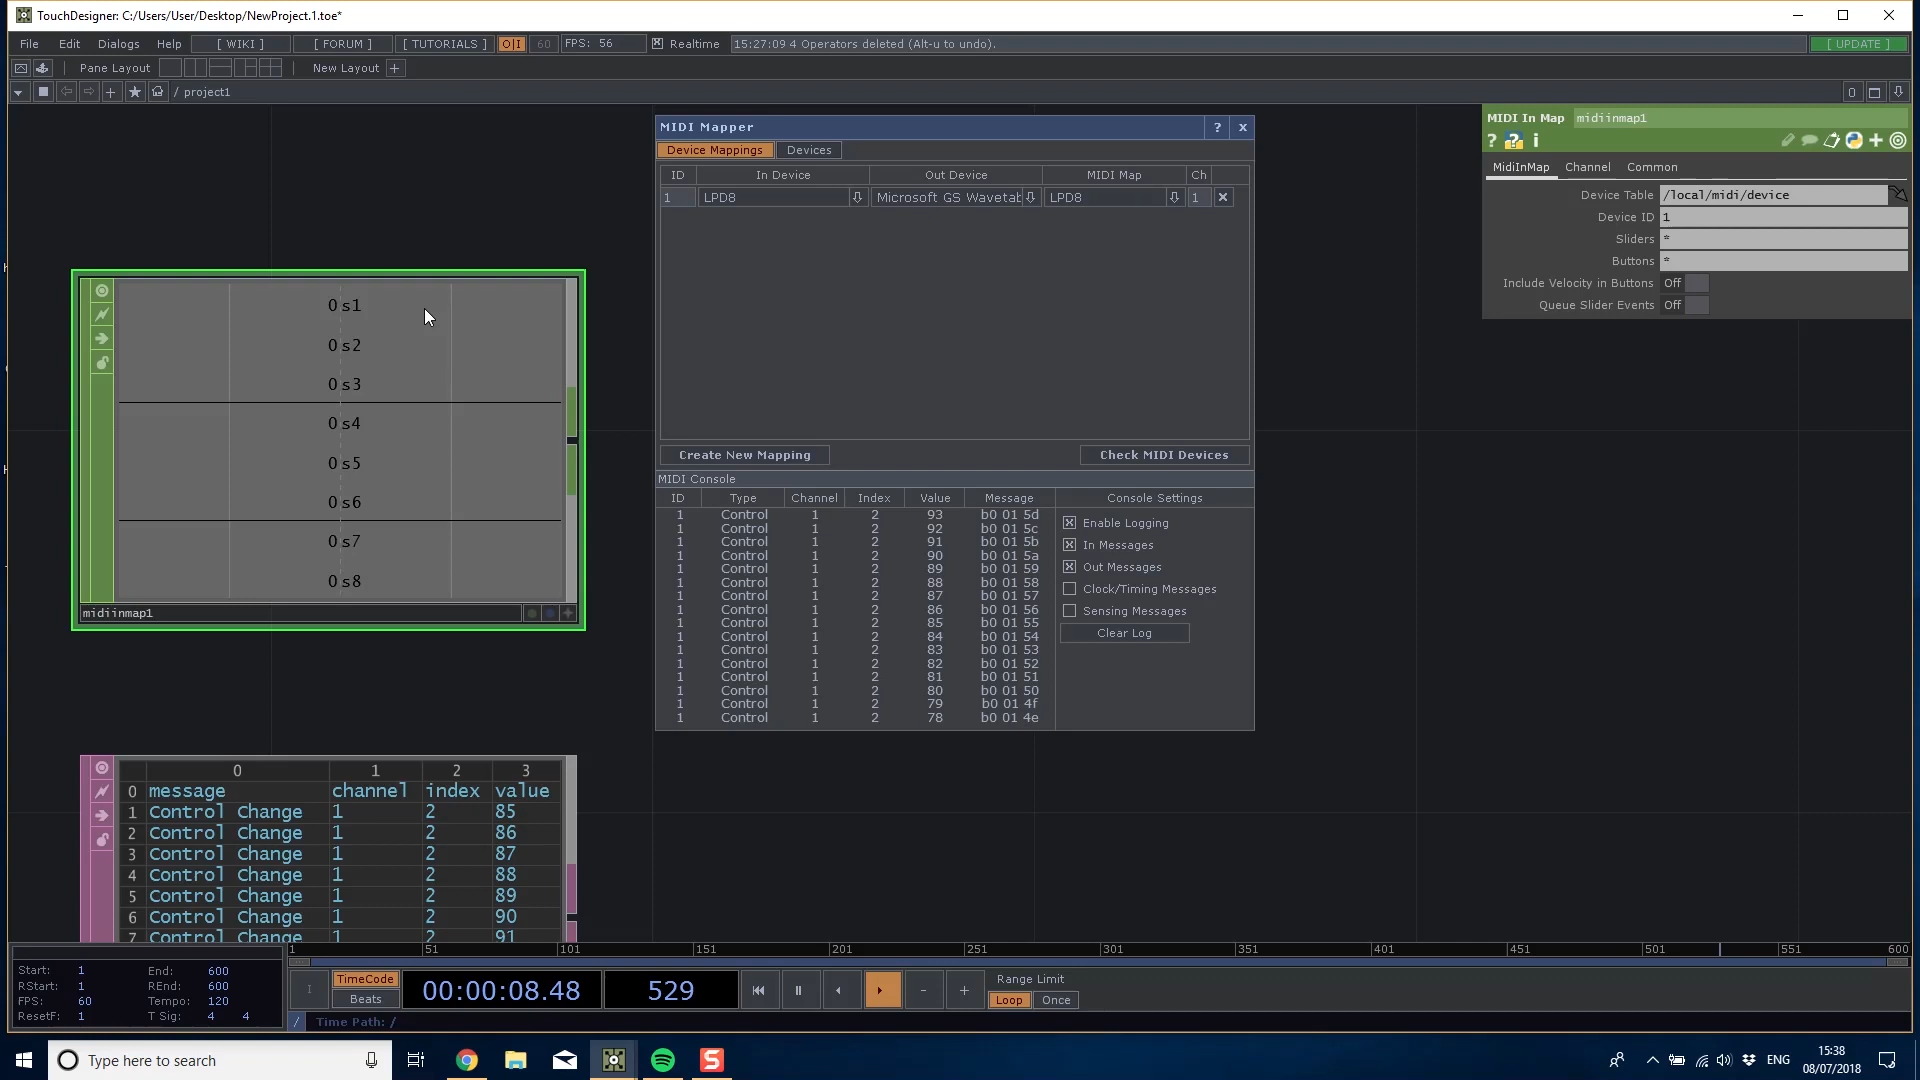 TouchDesigner: C:/Users/User/Desktop/NewProject.1.toe*
File Edit Dialogs Help [ WIKI ] [ FORUM ] [ TUTORIALS ] O|I 60 FPS: 56 Realtime 15:27:09 4 Operators deleted (Alt-u to undo). [ UPDATE ]
Pane Layout New Layout +
/ project1 0
MIDI Mapper ? x
Device Mappings Devices
ID In Device Out Device MIDI Map Ch
1 LPD8 Microsoft GS Wavetab LPD8 1
Create New Mapping Check MIDI Devices
MIDI Console
ID Type Channel Index Value Message Console Settings
1 Control 1 2 93 b0 01 5d
1 Control 1 2 92 b0 01 5c
1 Control 1 2 91 b0 01 5b
1 Control 1 2 90 b0 01 5a
1 Control 1 2 89 b0 01 59
1 Control 1 2 88 b0 01 58
1 Control 1 2 87 b0 01 57
1 Control 1 2 86 b0 01 56
1 Control 1 2 85 b0 01 55
1 Control 1 2 84 b0 01 54
1 Control 1 2 83 b0 01 53
1 Control 1 2 82 b0 01 52
1 Control 1 2 81 b0 01 51
1 Control 1 2 80 b0 01 50
1 Control 1 2 79 b0 01 4f
1 Control 1 2 78 b0 01 4e
Enable Logging
In Messages
Out Messages
Clock/Timing Messages
Sensing Messages
Clear Log
MIDI In Map midiinmap1
? ? i
MidiInMap Channel Common
Device Table /local/midi/device
Device ID 1
Sliders *
Buttons *
Include Velocity in Buttons Off
Queue Slider Events Off
0 s1
0 s2
0 s3
0 s4
0 s5
0 s6
0 s7
0 s8
midiinmap1
0 1 2 3
0 message channel index value
1 Control Change 1 2 85
2 Control Change 1 2 86
3 Control Change 1 2 87
4 Control Change 1 2 88
5 Control Change 1 2 89
6 Control Change 1 2 90
7 Control Change 1 2 91
1 51 101 151 201 251 301 351 401 451 501 551 600
Start: 1 End: 600
RStart: 1 REnd: 600
FPS: 60 Tempo: 120
ResetF: 1 T Sig: 4 4
TimeCode
Beats
00:00:08.48 529
Range Limit
Loop Once
/ Time Path: /
Type here to search
ENG
15:38
08/07/2018